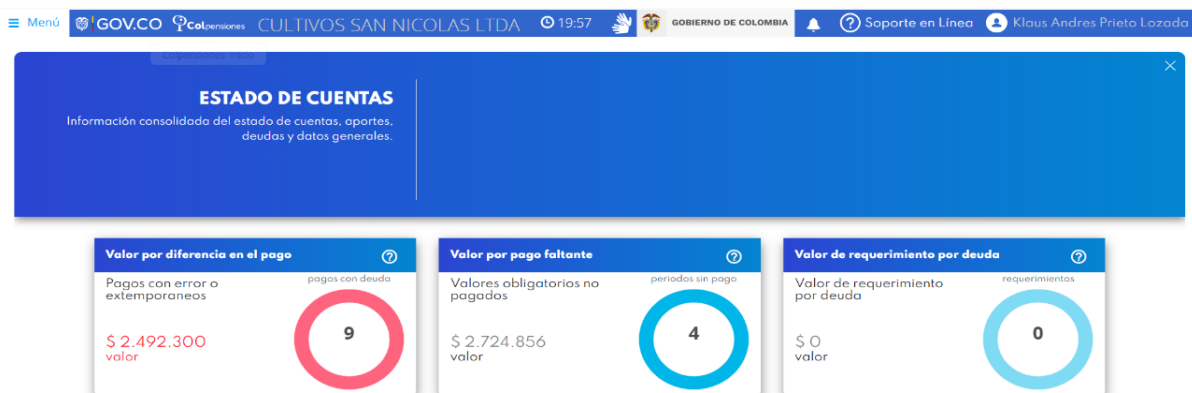 Menú GOV.CO Colpensiones CULTIVOS SAN NICOLAS LTDA 19:57 GOBIERNO DE COLOMBIA Soporte en Línea Klaus Andres Prieto Lozada
Colpensiones: Inicio
ESTADO DE CUENTAS
Información consolidada del estado de cuentas, aportes,
deudas y datos generales.
Valor por diferencia en el pago
Pagos con error o
extemporaneos
pagos con deuda
9
$ 2.492.300
valor
Valor por pago faltante
Valores obligatorios no
pagados
periodos sin pago
4
$ 2.724.856
valor
Valor de requerimiento por deuda
Valor de requerimiento
por deuda
requerimientos
0
$ 0
valor